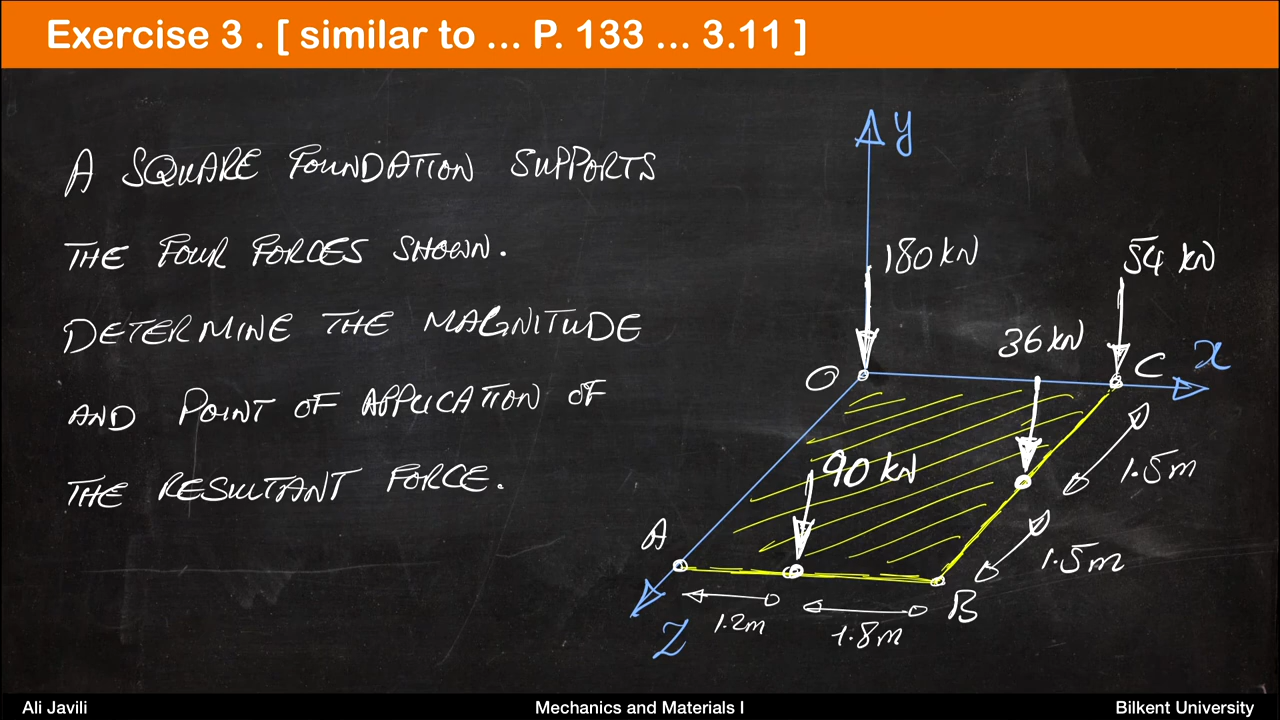 Exercise 3 . [ similar to ... P. 133 ... 3.11 ]
A SQUARE FOUNDATION SUPPORTS
THE FOUR FORCES SHOWN.
DETERMINE THE MAGNITUDE
AND POINT OF APPLICATION OF
THE RESULTANT FORCE.
y
180 kN
54 kN
36 kN
O
C
x
90 kN
1.5m
A
1.5m
B
1.2m
1.8m
Z
Ali Javili
Mechanics and Materials I
Bilkent University